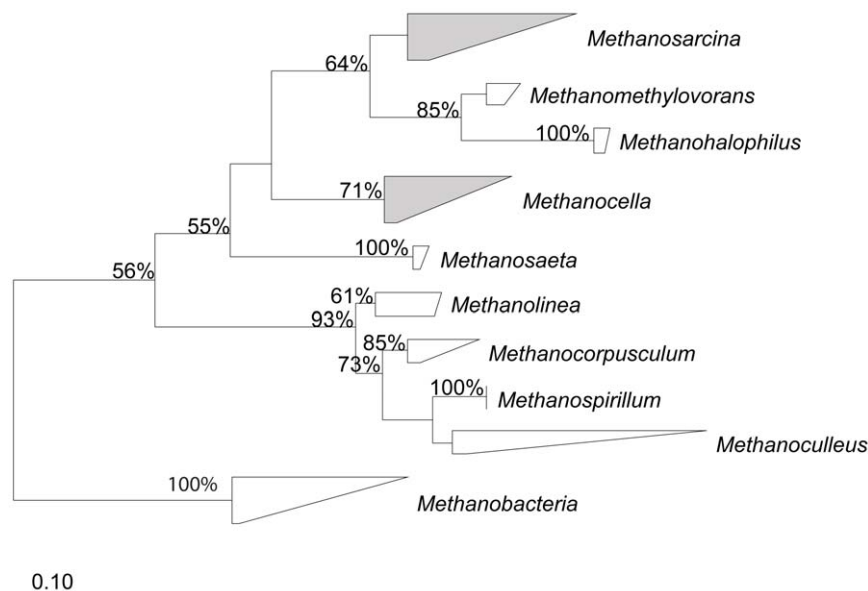 Methanosarcina
64%
Methanomethylovorans
85%
100%
Methanohalophilus
71%
Methanocella
55%
100%
Methanosaeta
56%
61%
Methanolinea
93%
85%
Methanocorpusculum
73%
100%
Methanospirillum
Methanoculleus
100%
Methanobacteria
0.10